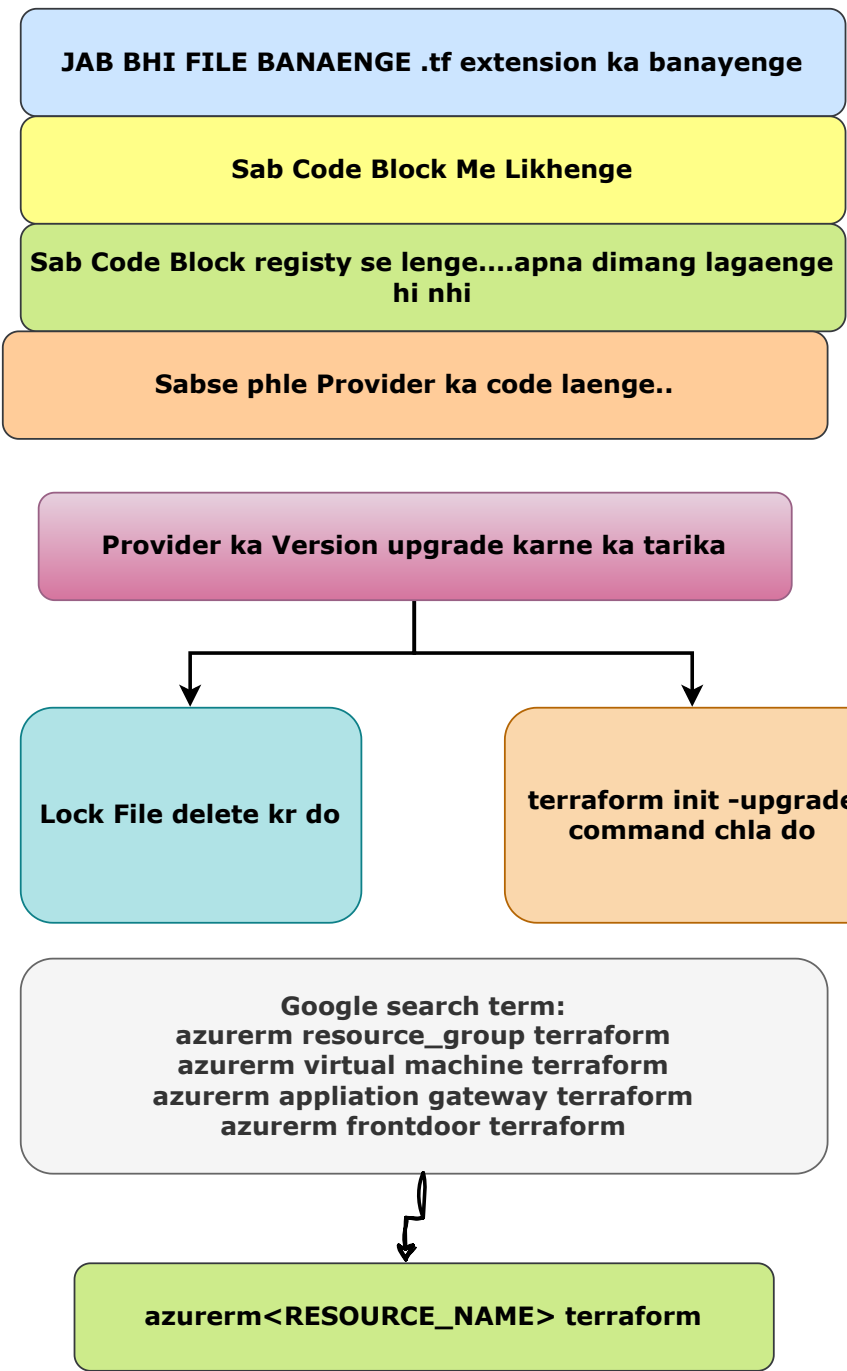 JAB BHI FILE BANAENGE .tf extension ka banayenge
Sab Code Block Me Likhenge
Sab Code Block registy se lenge....apna dimang lagaenge
hi nhi
Sabse phle Provider ka code laenge..
Provider ka Version upgrade karne ka tarika
Lock File delete kr do
terraform init -upgrade
command chla do
Google search term:
azurerm resource_group terraform
azurerm virtual machine terraform
azurerm appliation gateway terraform
azurerm frontdoor terraform
azurerm<RESOURCE_NAME> terraform